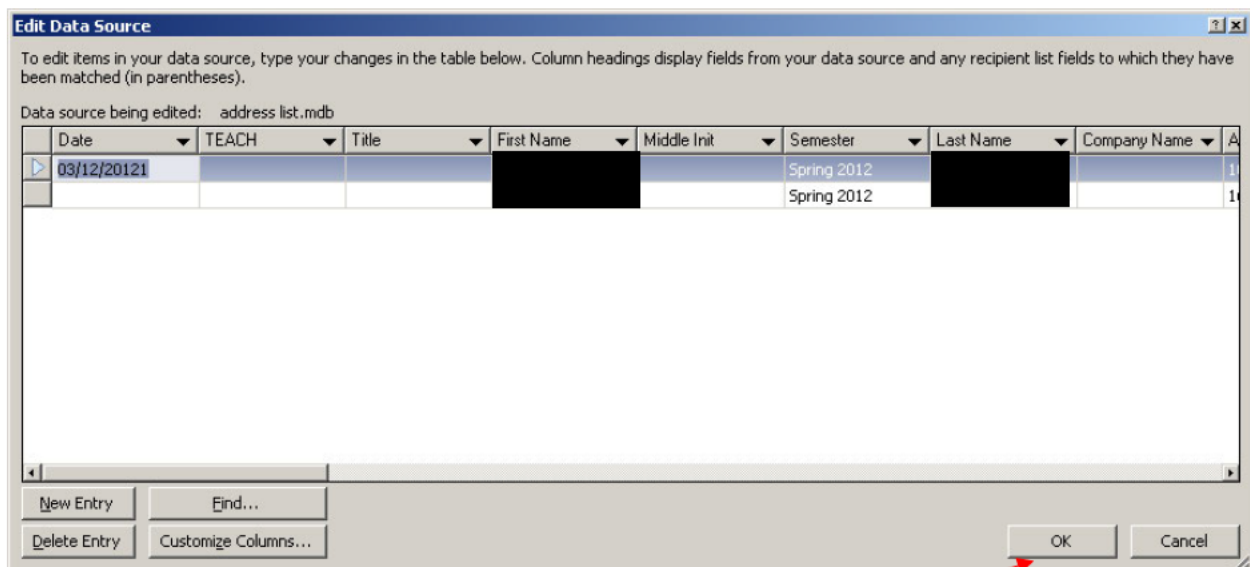 Edit Data Source
To edit items in your data source, type your changes in the table below. Column headings display fields from your data source and any recipient list fields to which they have
been matched (in parentheses).
Data source being edited: address list.mdb
Date TEACH Title First Name Middle Init Semester Last Name Company Name A
03/12/20121 Spring 2012 1
Spring 2012 1
New Entry Find...
Delete Entry Customize Columns... OK Cancel